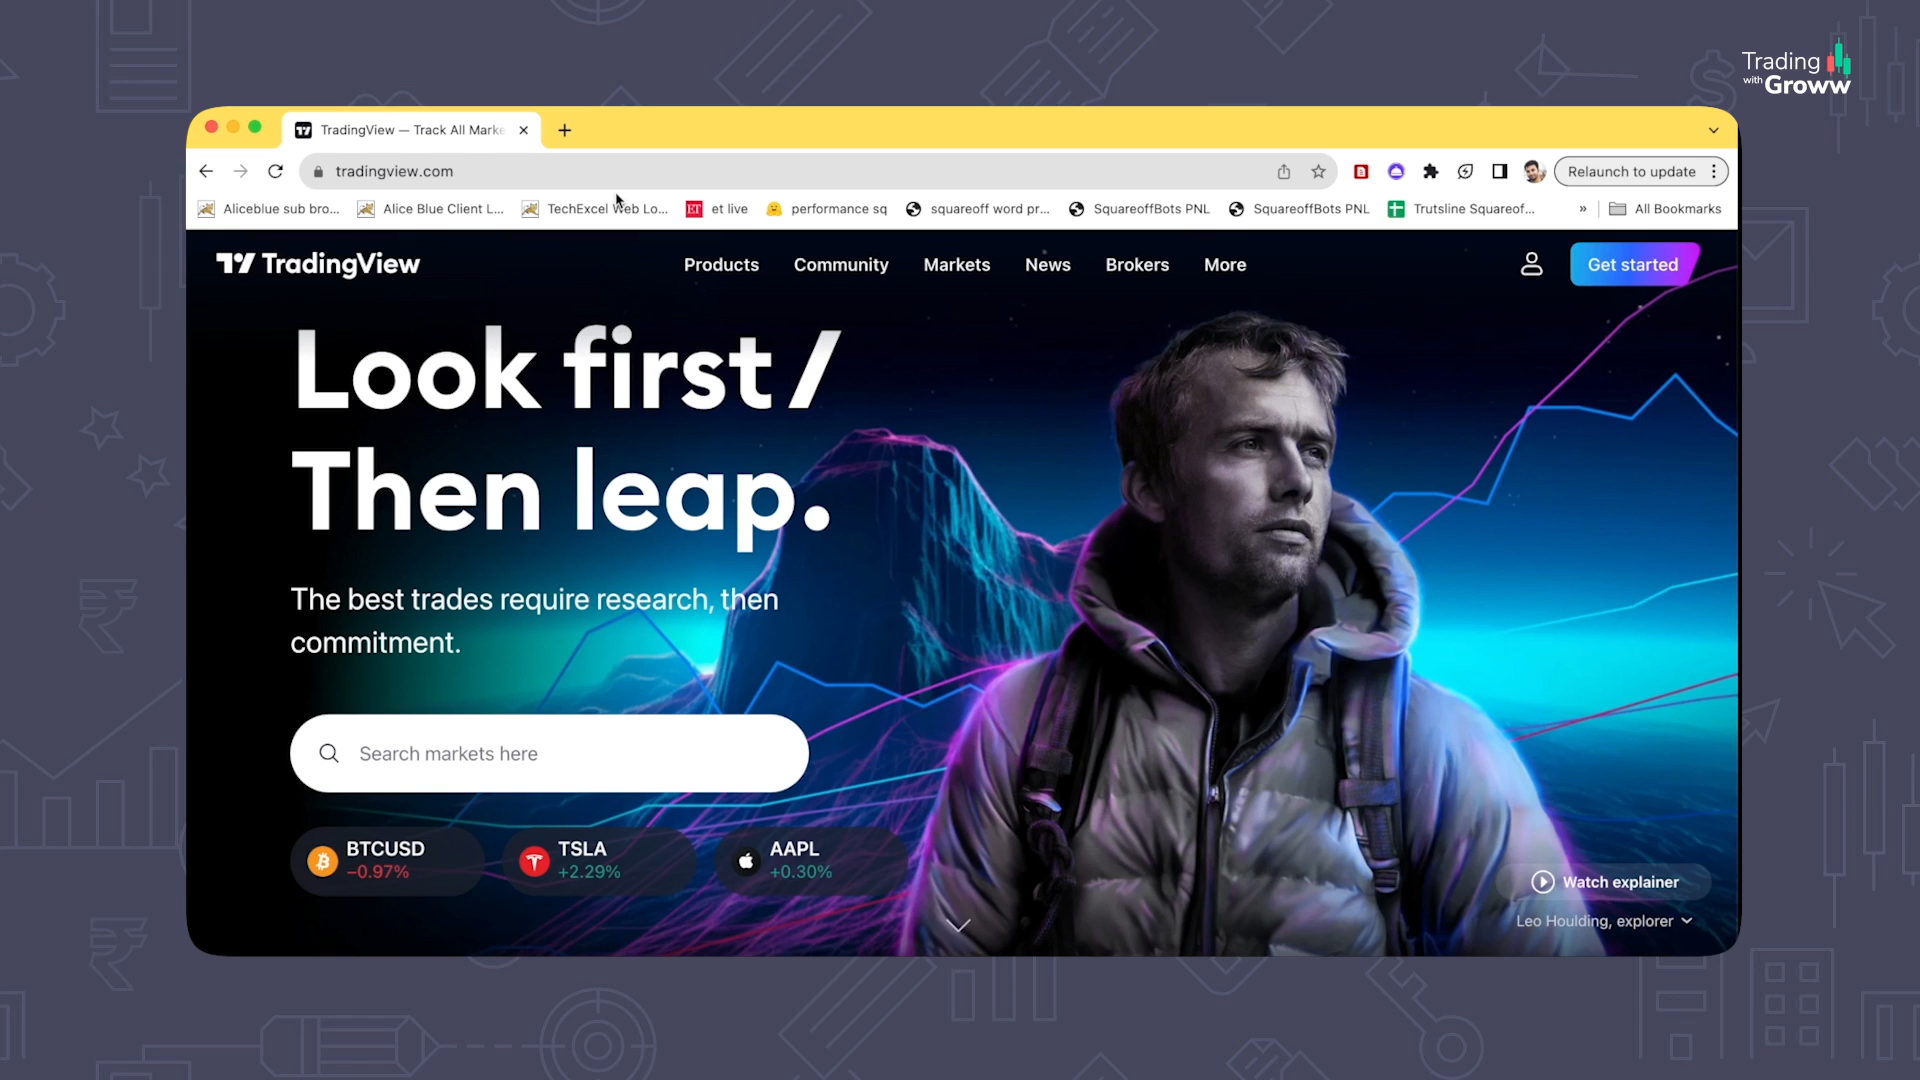 Trading
with Groww
TradingView — Track All Marke
tradingview.com
Relaunch to update
Aliceblue sub bro...
Alice Blue Client L...
TechExcel Web Lo...
ET
et live
performance sq
squareoff word pr...
SquareoffBots PNL
SquareoffBots PNL
Trutsline Squareof...
»
All Bookmarks
TradingView
Products
Community
Markets
News
Brokers
More
Get started
Look first /
Then leap.
The best trades require research, then
commitment.
Search markets here
BTCUSD
−0.97%
TSLA
+2.29%
AAPL
+0.30%
Watch explainer
Leo Houlding, explorer